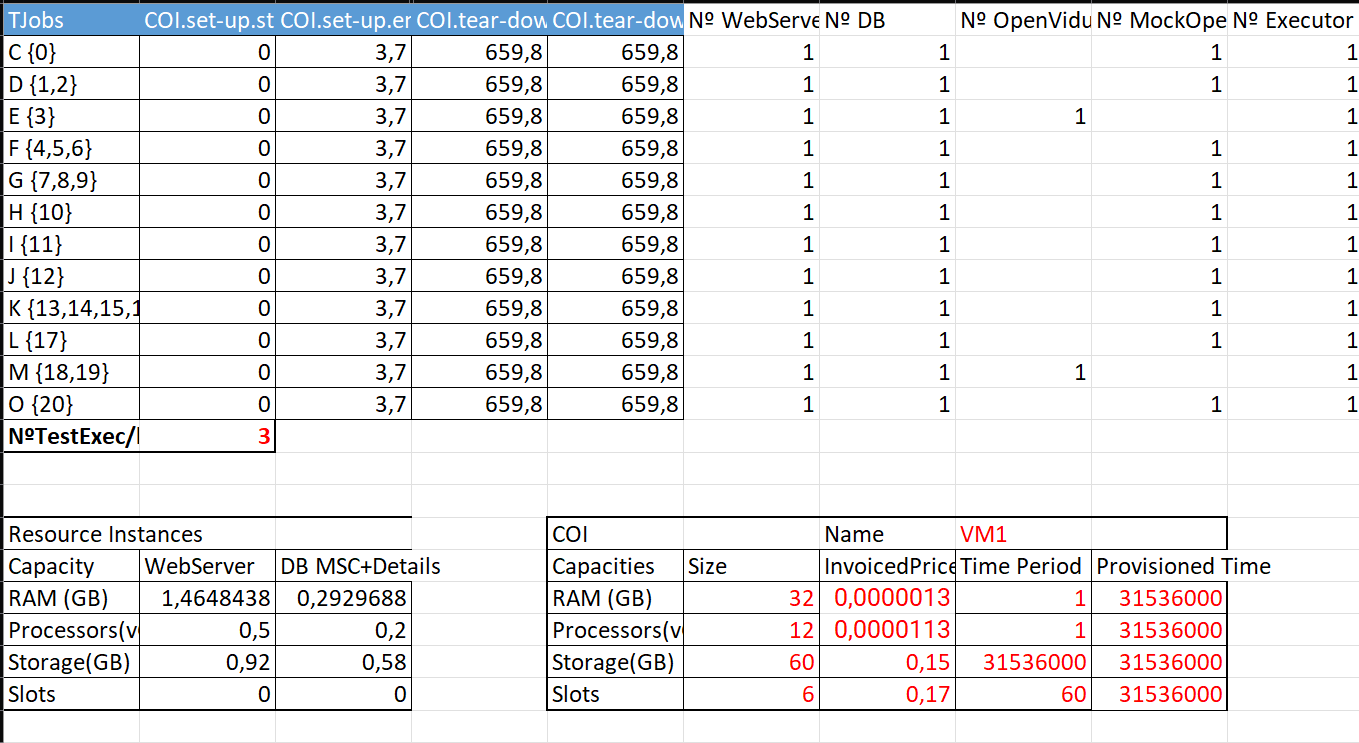 TJobs COI.set-up.st COI.set-up.er COI.tear-dow COI.tear-dow Nº WebServe Nº DB Nº OpenVidu Nº MockOpe Nº Executor
C {0} 0 3,7 659,8 659,8 1 1 1 1
D {1,2} 0 3,7 659,8 659,8 1 1 1 1
E {3} 0 3,7 659,8 659,8 1 1 1 1
F {4,5,6} 0 3,7 659,8 659,8 1 1 1 1
G {7,8,9} 0 3,7 659,8 659,8 1 1 1 1
H {10} 0 3,7 659,8 659,8 1 1 1 1
I {11} 0 3,7 659,8 659,8 1 1 1 1
J {12} 0 3,7 659,8 659,8 1 1 1 1
K {13,14,15,1 0 3,7 659,8 659,8 1 1 1 1
L {17} 0 3,7 659,8 659,8 1 1 1 1
M {18,19} 0 3,7 659,8 659,8 1 1 1 1
O {20} 0 3,7 659,8 659,8 1 1 1 1
NºTestExec/ 3
Resource Instances COI Name VM1
Capacity WebServer DB MSC+Details Capacities Size InvoicedPrice Time Period Provisioned Time
RAM (GB) 1,4648438 0,2929688 RAM (GB) 32 0,0000013 1 31536000
Processors(v 0,5 0,2 Processors(v 12 0,0000113 1 31536000
Storage(GB) 0,92 0,58 Storage(GB) 60 0,15 31536000 31536000
Slots 0 0 Slots 6 0,17 60 31536000